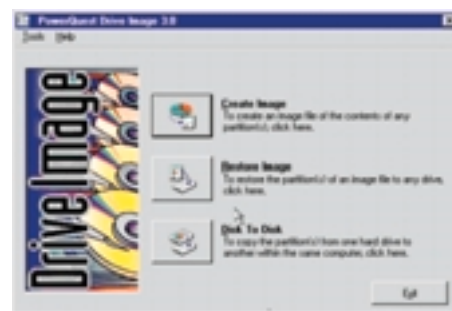 PowerQuest Drive Image 3.0
Tools Help
Drive Image
Create Image
To create an image file of the contents of any
partition(s), click here.
Restore Image
To restore the partition(s) of an image file to any drive,
click here.
Disk To Disk
To copy the partition(s) from one hard drive to
another within the same computer, click here.
Exit